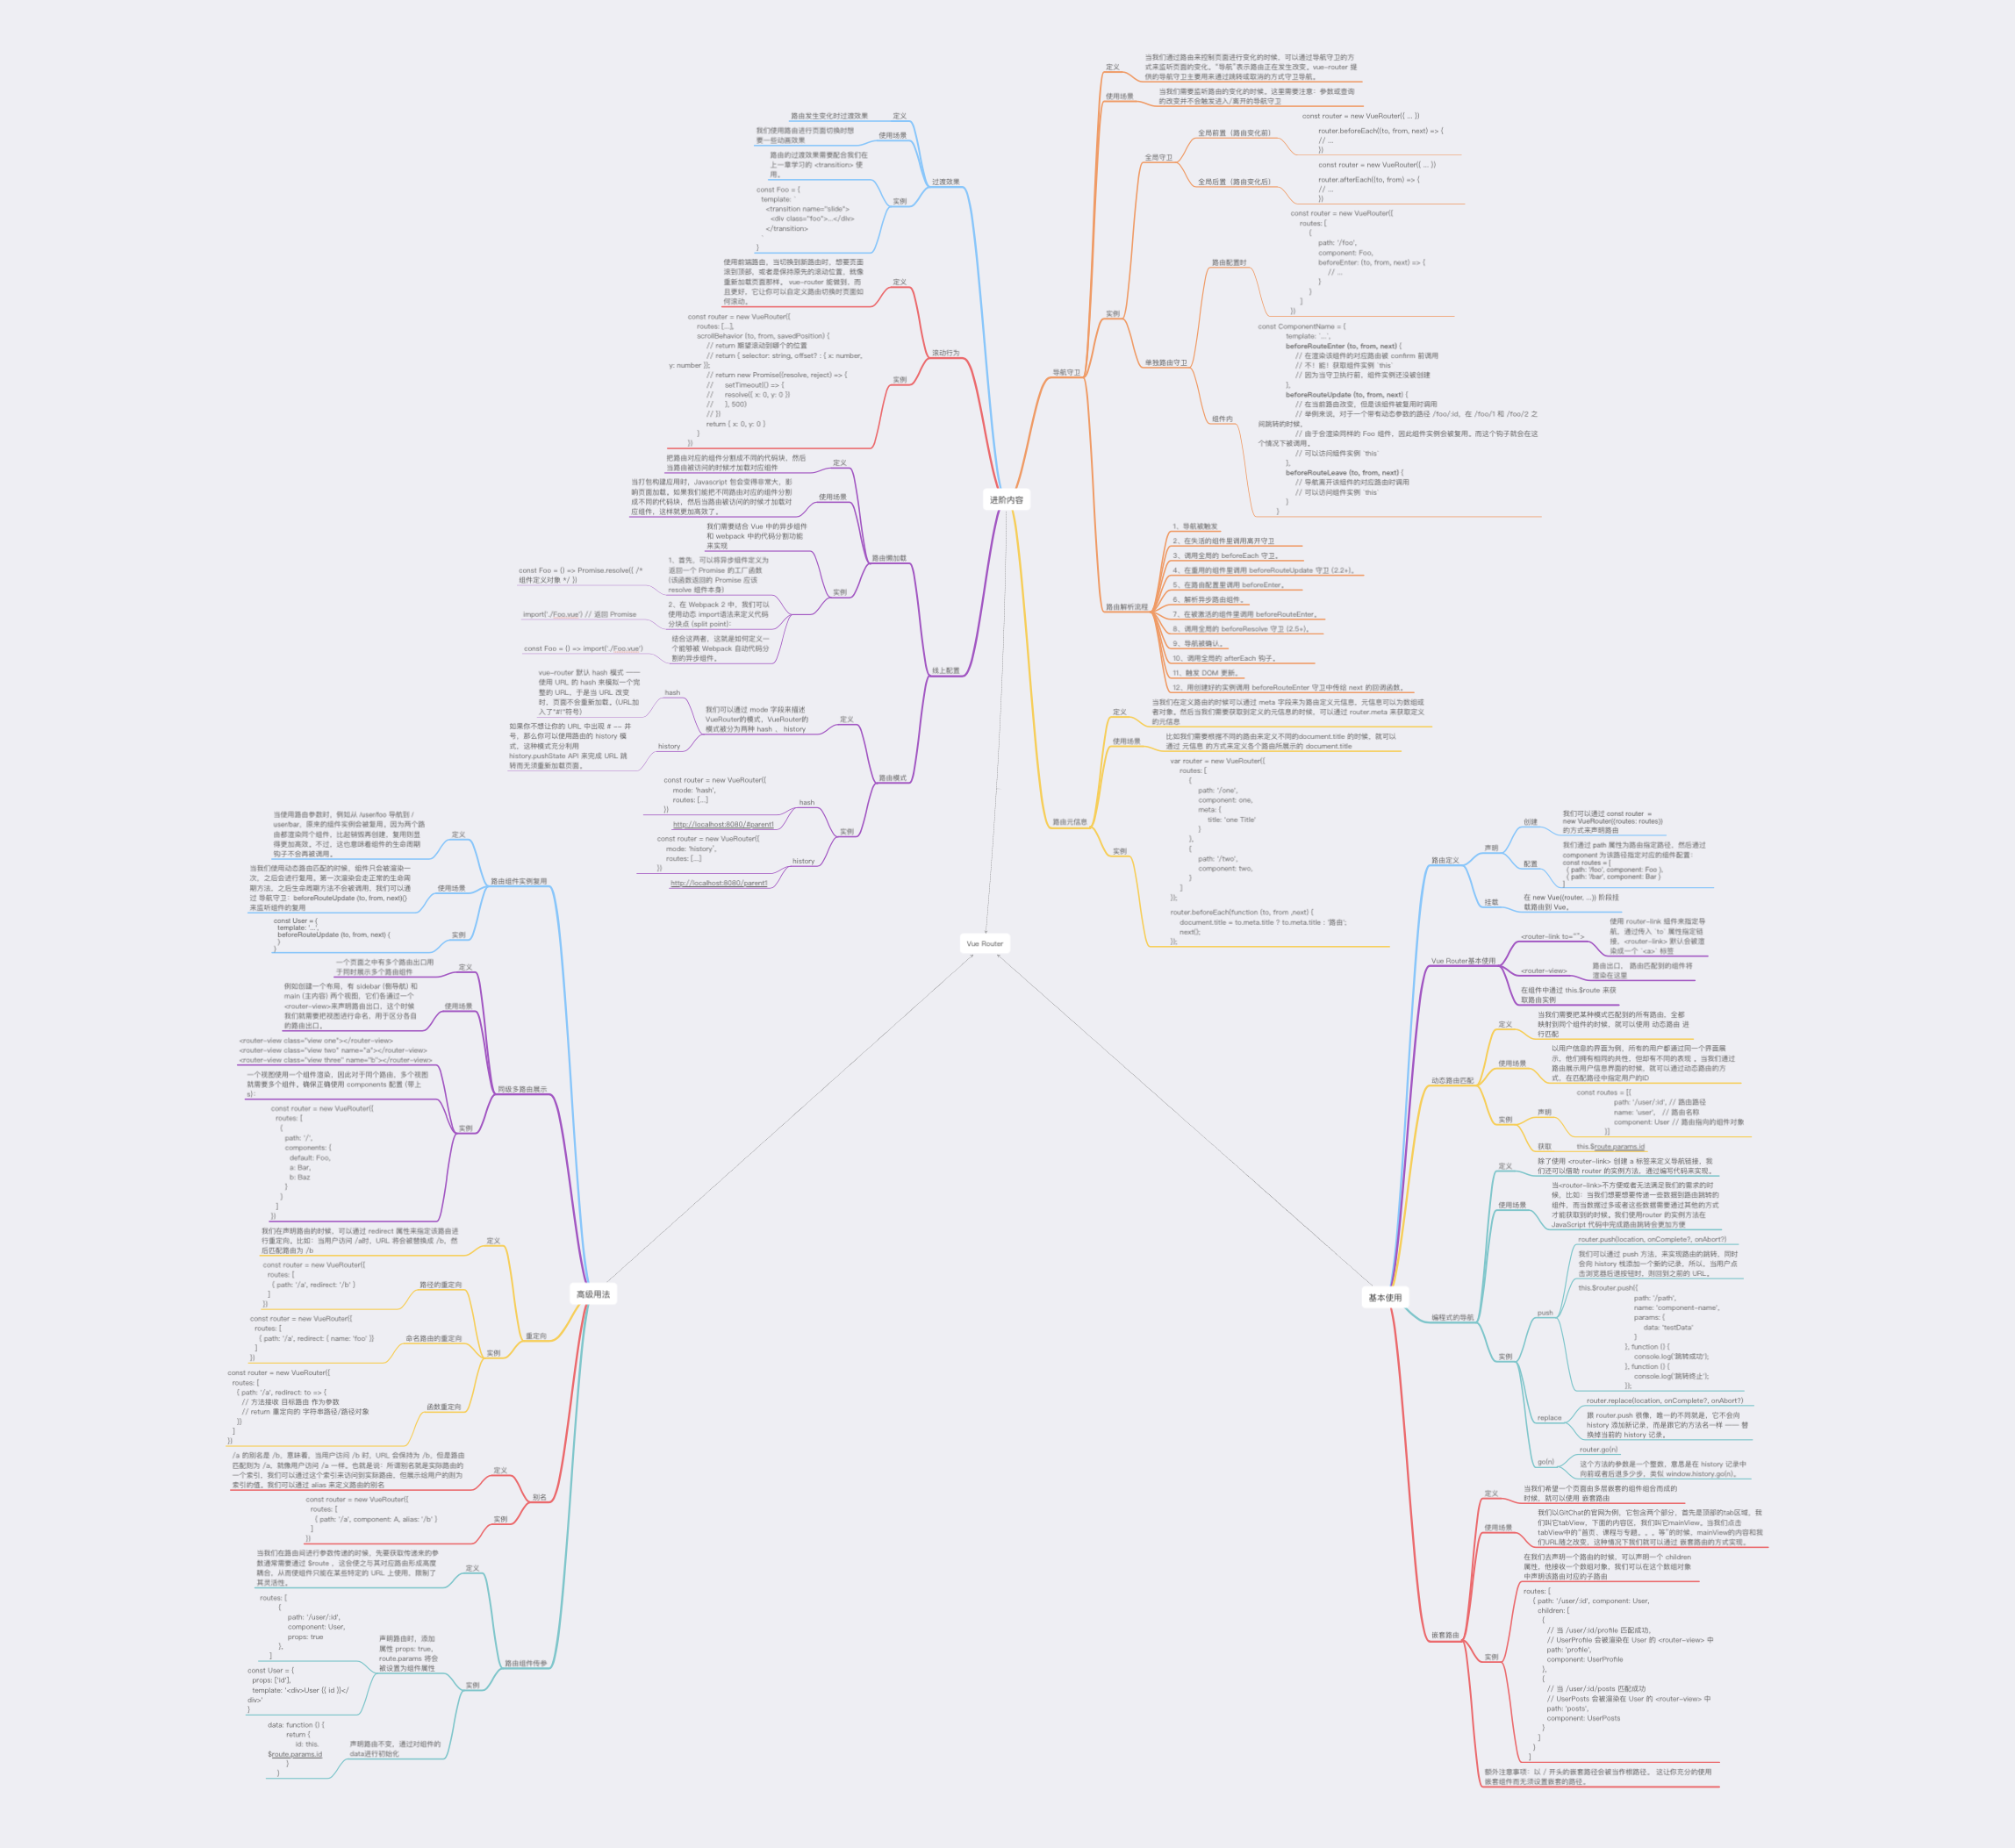 Vue Router
进阶内容
过渡效果
定义
路由发生变化时过渡效果
使用场景
我们使用路由进行页面切换时想
要一些动画效果
实例
路由的过渡效果需要配合我们在
上一章学习的 <transition> 使
用。
const Foo = {
template: `
<transition name="slide">
<div class="foo">...</div>
</transition>
`
}
滚动行为
定义
使用前端路由，当切换到新路由时，想要页面
滚到顶部，或者是保持原先的滚动位置，就像
重新加载页面那样。 vue-router 能做到，而
且更好，它让你可以自定义路由切换时页面如
何滚动。
实例
const router = new VueRouter({
routes: [...],
scrollBehavior (to, from, savedPosition) {
// return 期望滚动到哪个的位置
// return { selector: string, offset? : { x: number,
y: number }};
// return new Promise((resolve, reject) => {
// setTimeout(() => {
// resolve({ x: 0, y: 0 })
// }, 500)
// })
return { x: 0, y: 0 }
}
})
线上配置
路由懒加载
定义
把路由对应的组件分割成不同的代码块，然后
当路由被访问的时候才加载对应组件
使用场景
当打包构建应用时，Javascript 包会变得非常大，影
响页面加载。如果我们能把不同路由对应的组件分割
成不同的代码块，然后当路由被访问的时候才加载对
应组件，这样就更加高效了。
实例
我们需要结合 Vue 中的异步组件
和 webpack 中的代码分割功能
来实现
1、首先，可以将异步组件定义为
返回一个 Promise 的工厂函数
(该函数返回的 Promise 应该
resolve 组件本身)
const Foo = () => Promise.resolve({ /*
组件定义对象 */ })
2、在 Webpack 2 中，我们可以
使用动态 import语法来定义代码
分块点 (split point)：
import('./Foo.vue') // 返回 Promise
结合这两者，这就是如何定义一
个能够被 Webpack 自动代码分
割的异步组件。
const Foo = () => import('./Foo.vue')
路由模式
定义
我们可以通过 mode 字段来描述
VueRouter的模式，VueRouter的
模式被分为两种 hash 、 history
hash
vue-router 默认 hash 模式 ——
使用 URL 的 hash 来模拟一个完
整的 URL，于是当 URL 改变
时，页面不会重新加载。(URL加
入了"#!"符号)
history
如果你不想让你的 URL 中出现 # -- 井
号，那么你可以使用路由的 history 模
式，这种模式充分利用
history.pushState API 来完成 URL 跳
转而无须重新加载页面。
实例
hash
const router = new VueRouter({
mode: 'hash',
routes: [...]
})
http://localhost:8080/#parent1
history
const router = new VueRouter({
mode: 'history',
routes: [...]
})
http://localhost:8080/parent1
导航守卫
定义
当我们通过路由来控制页面进行变化的时候，可以通过导航守卫的方
式来监听页面的变化。"导航"表示路由正在发生改变。vue-router 提
供的导航守卫主要用来通过跳转或取消的方式守卫导航。
使用场景
当我们需要监听路由的变化的时候。这里需要注意：参数或查询
的改变并不会触发进入/离开的导航守卫
实例
全局守卫
全局前置（路由变化前）
const router = new VueRouter({ ... })
router.beforeEach((to, from, next) => {
// ...
})
全局后置（路由变化后）
const router = new VueRouter({ ... })
router.afterEach((to, from) => {
// ...
})
单独路由守卫
路由配置时
const router = new VueRouter({
routes: [
{
path: '/foo',
component: Foo,
beforeEnter: (to, from, next) => {
// ...
}
}
]
})
组件内
const ComponentName = {
template: `...`,
beforeRouteEnter (to, from, next) {
// 在渲染该组件的对应路由被 confirm 前调用
// 不！能！获取组件实例 `this`
// 因为当守卫执行前，组件实例还没被创建
},
beforeRouteUpdate (to, from, next) {
// 在当前路由改变，但是该组件被复用时调用
// 举例来说，对于一个带有动态参数的路径 /foo/:id，在 /foo/1 和 /foo/2 之
间跳转的时候，
// 由于会渲染同样的 Foo 组件，因此组件实例会被复用。而这个钩子就会在这
个情况下被调用。
// 可以访问组件实例 `this`
},
beforeRouteLeave (to, from, next) {
// 导航离开该组件的对应路由时调用
// 可以访问组件实例 `this`
}
}
路由解析流程
1、导航被触发
2、在失活的组件里调用离开守卫
3、调用全局的 beforeEach 守卫。
4、在重用的组件里调用 beforeRouteUpdate 守卫 (2.2+)。
5、在路由配置里调用 beforeEnter。
6、解析异步路由组件。
7、在被激活的组件里调用 beforeRouteEnter。
8、调用全局的 beforeResolve 守卫 (2.5+)。
9、导航被确认。
10、调用全局的 afterEach 钩子。
11、触发 DOM 更新。
12、用创建好的实例调用 beforeRouteEnter 守卫中传给 next 的回调函数。
路由元信息
定义
当我们在定义路由的时候可以通过 meta 字段来为路由定义元信息，元信息可以为数组或
者对象。然后当我们需要获取到定义的元信息的时候，可以通过 router.meta 来获取定义
的元信息
使用场景
比如我们需要根据不同的路由来定义不同的document.title 的时候，就可以
通过 元信息 的方式来定义各个路由所展示的 document.title
实例
var router = new VueRouter({
routes: [
{
path: '/one',
component: one,
meta: {
title: 'one Title'
}
},
{
path: '/two',
component: two,
}
]
});
router.beforeEach(function (to, from ,next) {
document.title = to.meta.title ? to.meta.title : '路由';
next();
});
高级用法
路由组件实例复用
定义
当使用路由参数时，例如从 /user/foo 导航到 /
user/bar，原来的组件实例会被复用。因为两个路
由都渲染同个组件，比起销毁再创建，复用则显
得更加高效。不过，这也意味着组件的生命周期
钩子不会再被调用。
使用场景
当我们使用动态路由匹配的时候，组件只会被渲染一
次，之后会进行复用。第一次渲染会走正常的生命周
期方法，之后生命周期方法不会被调用，我们可以通
过 导航守卫：beforeRouteUpdate (to, from, next){}
来监听组件的复用
实例
const User = {
template: '...',
beforeRouteUpdate (to, from, next) {
}
}
同级多路由展示
定义
一个页面之中有多个路由出口用
于同时展示多个路由组件
使用场景
例如创建一个布局，有 sidebar (侧导航) 和
main (主内容) 两个视图，它们各通过一个
<router-view>来声明路由出口，这个时候
我们就需要把视图进行命名，用于区分各自
的路由出口。
<router-view class="view one"></router-view>
<router-view class="view two" name="a"></router-view>
<router-view class="view three" name="b"></router-view>
实例
一个视图使用一个组件渲染，因此对于同个路由，多个视图
就需要多个组件。确保正确使用 components 配置 (带上
s)：
const router = new VueRouter({
routes: [
{
path: '/',
components: {
default: Foo,
a: Bar,
b: Baz
}
}
]
})
重定向
定义
我们在声明路由的时候，可以通过 redirect 属性来指定该路由进
行重定向。比如：当用户访问 /a时，URL 将会被替换成 /b，然
后匹配路由为 /b
实例
路径的重定向
const router = new VueRouter({
routes: [
{ path: '/a', redirect: '/b' }
]
})
命名路由的重定向
const router = new VueRouter({
routes: [
{ path: '/a', redirect: { name: 'foo' }}
]
})
函数重定向
const router = new VueRouter({
routes: [
{ path: '/a', redirect: to => {
// 方法接收 目标路由 作为参数
// return 重定向的 字符串路径/路径对象
}}
]
})
别名
定义
/a 的别名是 /b，意味着，当用户访问 /b 时，URL 会保持为 /b，但是路由
匹配则为 /a，就像用户访问 /a 一样。也就是说：所谓别名就是实际路由的
一个索引，我们可以通过这个索引来访问到实际路由，但展示给用户的则为
索引的值。我们可以通过 alias 来定义路由的别名
实例
const router = new VueRouter({
routes: [
{ path: '/a', component: A, alias: '/b' }
]
})
路由组件传参
定义
当我们在路由间进行参数传递的时候，先要获取传递来的参
数通常需要通过 $route ，这会使之与其对应路由形成高度
耦合，从而使组件只能在某些特定的 URL 上使用，限制了
其灵活性。
实例
声明路由时，添加
属性 props: true，
route.params 将会
被设置为组件属性
routes: [
{
path: '/user/:id',
component: User,
props: true
},
]
const User = {
props: ['id'],
template: '<div>User {{ id }}</
div>'
}
声明路由不变，通过对组件的
data进行初始化
data: function () {
return {
id: this.
$route.params.id
}
}
基本使用
路由定义
声明
创建
我们可以通过 const router =
new VueRouter({routes: routes})
的方式来声明路由
配置
我们通过 path 属性为路由指定路径，然后通过
component 为该路径指定对应的组件配置：
const routes = [
{ path: '/foo', component: Foo },
{ path: '/bar', component: Bar }
]
挂载
在 new Vue({router, ...}) 阶段挂
载路由到 Vue。
Vue Router基本使用
<router-link to="">
使用 router-link 组件来指定导
航，通过传入 `to` 属性指定链
接，<router-link> 默认会被渲
染成一个 `<a>` 标签
<router-view>
路由出口， 路由匹配到的组件将
渲染在这里
在组件中通过 this.$route 来获
取路由实例
动态路由匹配
定义
当我们需要把某种模式匹配到的所有路由，全都
映射到同个组件的时候，就可以使用 动态路由 进
行匹配
使用场景
以用户信息的界面为例，所有的用户都通过同一个界面展
示，他们拥有相同的共性，但却有不同的表现 。当我们通过
路由展示用户信息界面的时候，就可以通过动态路由的方
式，在匹配路径中指定用户的ID
实例
声明
const routes = [{
path: '/user/:id', // 路由路径
name: 'user', // 路由名称
component: User // 路由指向的组件对象
}]
获取
this.$route.params.id
编程式的导航
定义
除了使用 <router-link> 创建 a 标签来定义导航链接，我
们还可以借助 router 的实例方法，通过编写代码来实现。
使用场景
当<router-link>不方便或者无法满足我们的需求的时
候，比如：当我们想要想要传递一些数据到路由跳转的
组件，而当数据过多或者这些数据需要通过其他的方式
才能获取到的时候。我们使用router 的实例方法在
JavaScript 代码中完成路由跳转会更加方便
实例
push
router.push(location, onComplete?, onAbort?)
我们可以通过 push 方法，来实现路由的跳转，同时
会向 history 栈添加一个新的记录，所以，当用户点
击浏览器后退按钮时，则回到之前的 URL。
this.$router.push({
path: '/path',
name: 'component-name',
params: {
data: 'testData'
}
}, function () {
console.log('跳转成功');
}, function () {
console.log('跳转终止');
});
replace
router.replace(location, onComplete?, onAbort?)
跟 router.push 很像，唯一的不同就是，它不会向
history 添加新记录，而是跟它的方法名一样 —— 替
换掉当前的 history 记录。
go(n)
router.go(n)
这个方法的参数是一个整数，意思是在 history 记录中
向前或者后退多少步，类似 window.history.go(n)。
嵌套路由
定义
当我们希望一个页面由多层嵌套的组件组合而成的
时候，就可以使用 嵌套路由
使用场景
我们以GitChat的官网为例，它包含两个部分，首先是顶部的tab区域，我
们叫它tabView，下面的内容区，我们叫它mainView。当我们点击
tabView中的"首页、课程与专题。。。等"的时候，mainView的内容和我
们URL随之改变，这种情况下我们就可以通过 嵌套路由的方式实现。
实例
在我们去声明一个路由的时候，可以声明一个 children
属性，他接收一个数组对象，我们可以在这个数组对象
中声明该路由对应的子路由
routes: [
{ path: '/user/:id', component: User,
children: [
{
// 当 /user/:id/profile 匹配成功，
// UserProfile 会被渲染在 User 的 <router-view> 中
path: 'profile',
component: UserProfile
},
{
// 当 /user/:id/posts 匹配成功
// UserPosts 会被渲染在 User 的 <router-view> 中
path: 'posts',
component: UserPosts
}
]
}
]
额外注意事项：以 / 开头的嵌套路径会被当作根路径。 这让你充分的使用
嵌套组件而无须设置嵌套的路径。